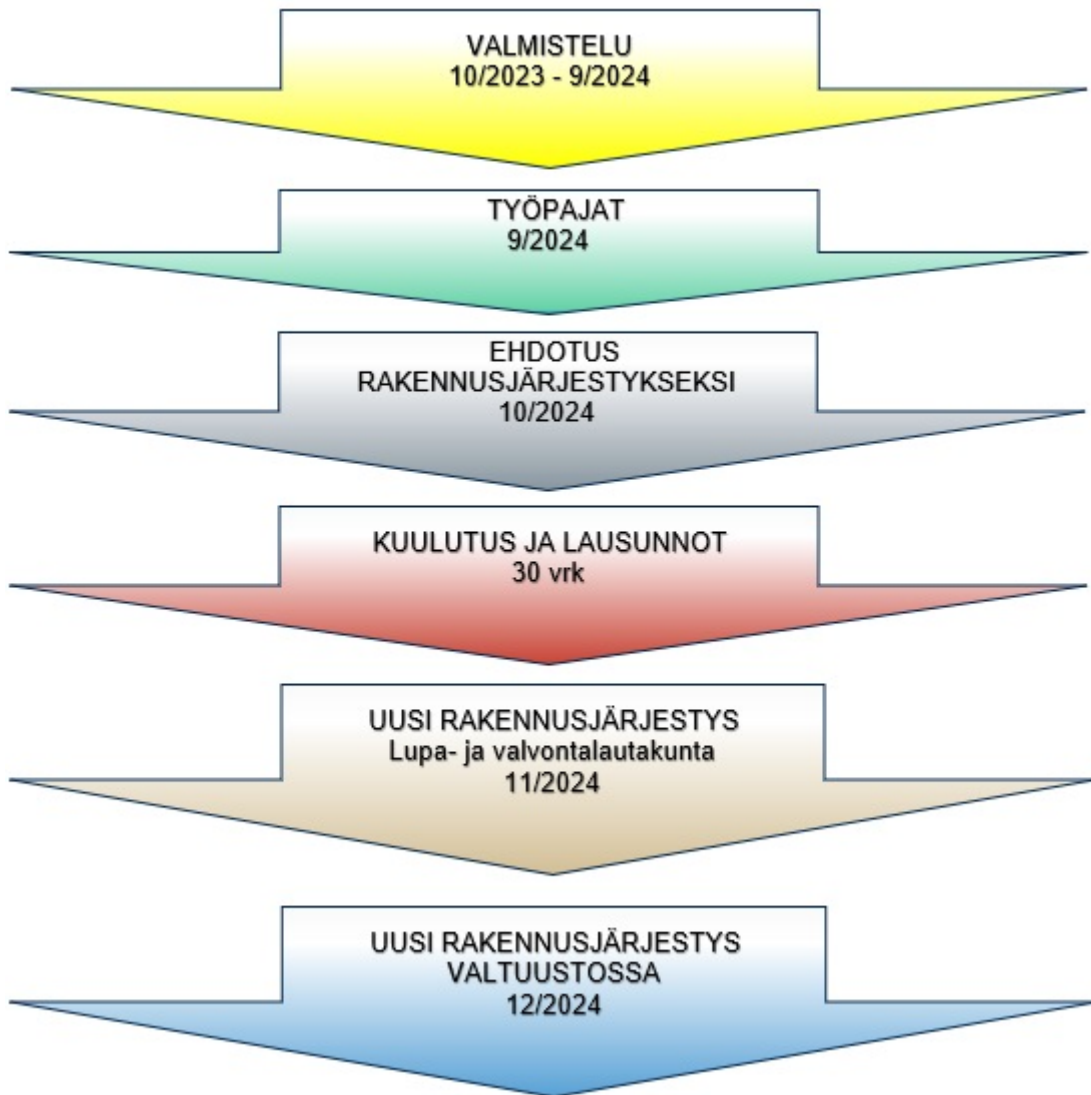 VALMISTELU
10/2023 - 9/2024
TYÖPAJAT
9/2024
EHDOTUS
RAKENNUSJÄRJESTYKSEKSI
10/2024
KUULUTUS JA LAUSUNNOT
30 vrk
UUSI RAKENNUSJÄRJESTYS
Lupa- ja valvontalautakunta
11/2024
UUSI RAKENNUSJÄRJESTYS
VALTUUSTOSSA
12/2024